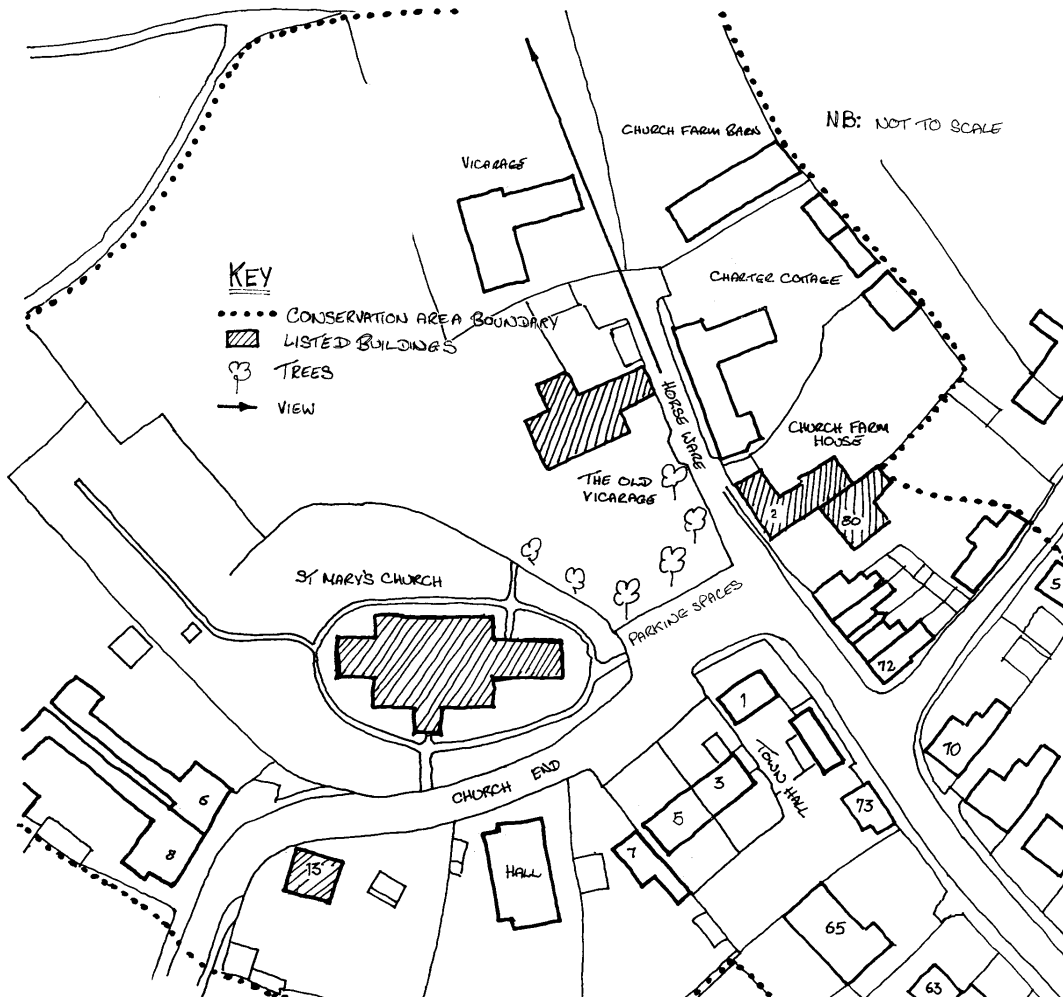 CHURCH FARM BARN
NB: NOT TO SCALE
VICARAGE
KEY
CONSERVATION AREA BOUNDARY
LISTED BUILDINGS
TREES
VIEW
CHARTER COTTAGE
HORSE WARE
CHURCH FARM
HOUSE
THE OLD
VICARAGE
2
80
ST MARY'S CHURCH
PARKING SPACES
5
72
1
TOWN HALL
70
CHURCH END
6
3
5
73
8
7
13
HALL
65
63